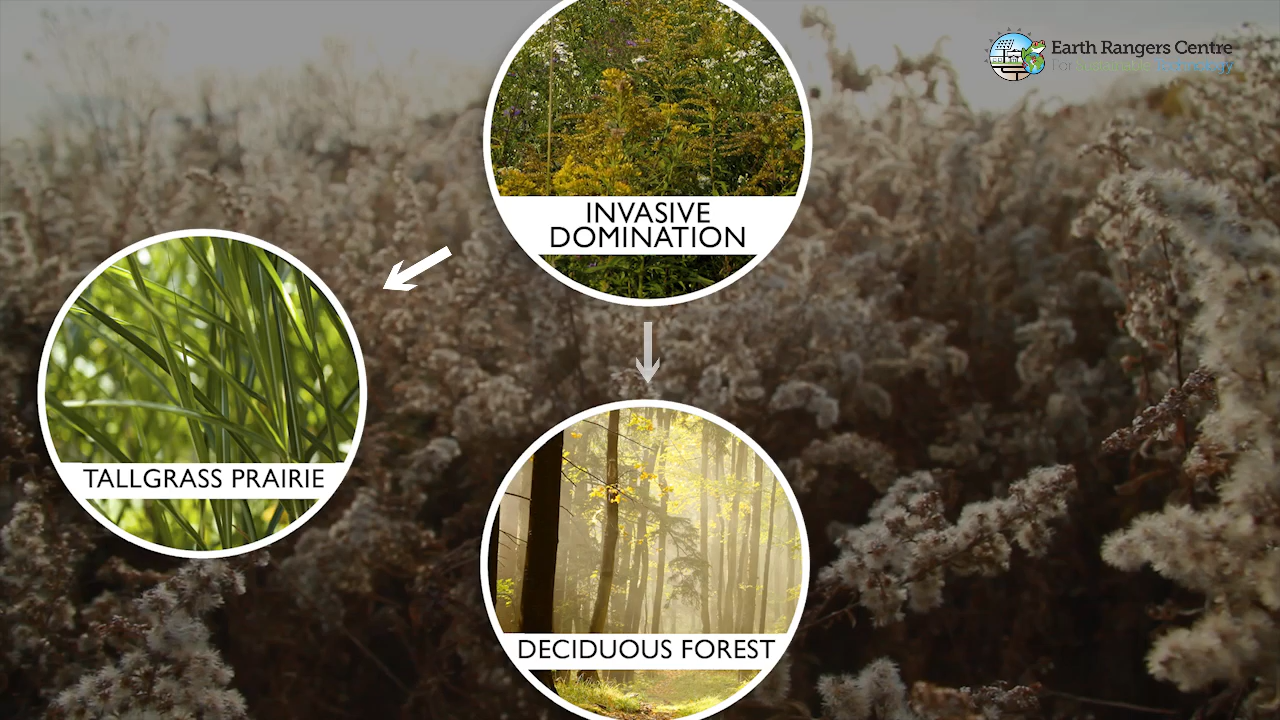 Earth Rangers Centre
For Sustainable Technology
INVASIVE
DOMINATION
TALLGRASS PRAIRIE
DECIDUOUS FOREST